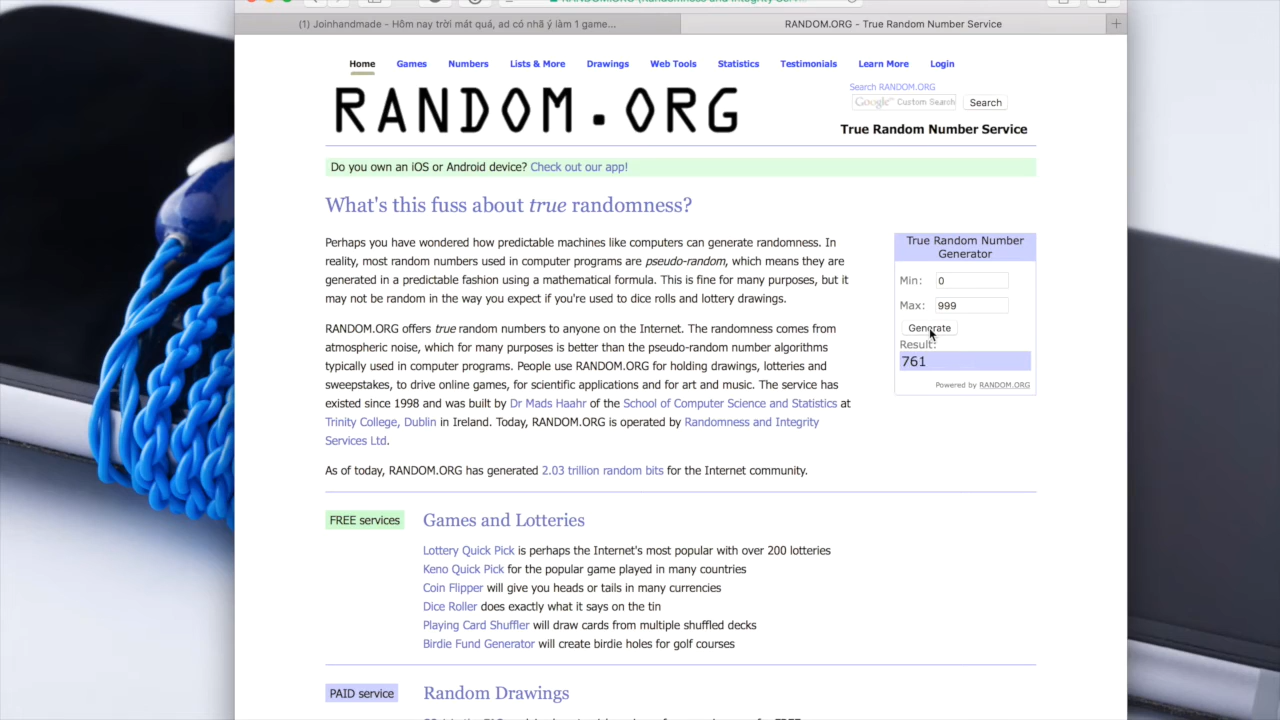 (1) Joinhandmade - Hôm nay trời mát quá, ad có nhã ý làm 1 game...
RANDOM.ORG - True Random Number Service
Home Games Numbers Lists & More Drawings Web Tools Statistics Testimonials Learn More Login
Search RANDOM.ORG
RANDOM.ORG
Google™ Custom Search Search
True Random Number Service
Do you own an iOS or Android device? Check out our app!
What's this fuss about true randomness?
Perhaps you have wondered how predictable machines like computers can generate randomness. In
reality, most random numbers used in computer programs are pseudo-random, which means they are
generated in a predictable fashion using a mathematical formula. This is fine for many purposes, but it
may not be random in the way you expect if you're used to dice rolls and lottery drawings.
RANDOM.ORG offers true random numbers to anyone on the Internet. The randomness comes from
atmospheric noise, which for many purposes is better than the pseudo-random number algorithms
typically used in computer programs. People use RANDOM.ORG for holding drawings, lotteries and
sweepstakes, to drive online games, for scientific applications and for art and music. The service has
existed since 1998 and was built by Dr Mads Haahr of the School of Computer Science and Statistics at
Trinity College, Dublin in Ireland. Today, RANDOM.ORG is operated by Randomness and Integrity
Services Ltd.
As of today, RANDOM.ORG has generated 2.03 trillion random bits for the Internet community.
True Random Number
Generator
Min: 0
Max: 999
Generate
Result:
761
Powered by RANDOM.ORG
FREE services
Games and Lotteries
Lottery Quick Pick is perhaps the Internet's most popular with over 200 lotteries
Keno Quick Pick for the popular game played in many countries
Coin Flipper will give you heads or tails in many currencies
Dice Roller does exactly what it says on the tin
Playing Card Shuffler will draw cards from multiple shuffled decks
Birdie Fund Generator will create birdie holes for golf courses
PAID service
Random Drawings